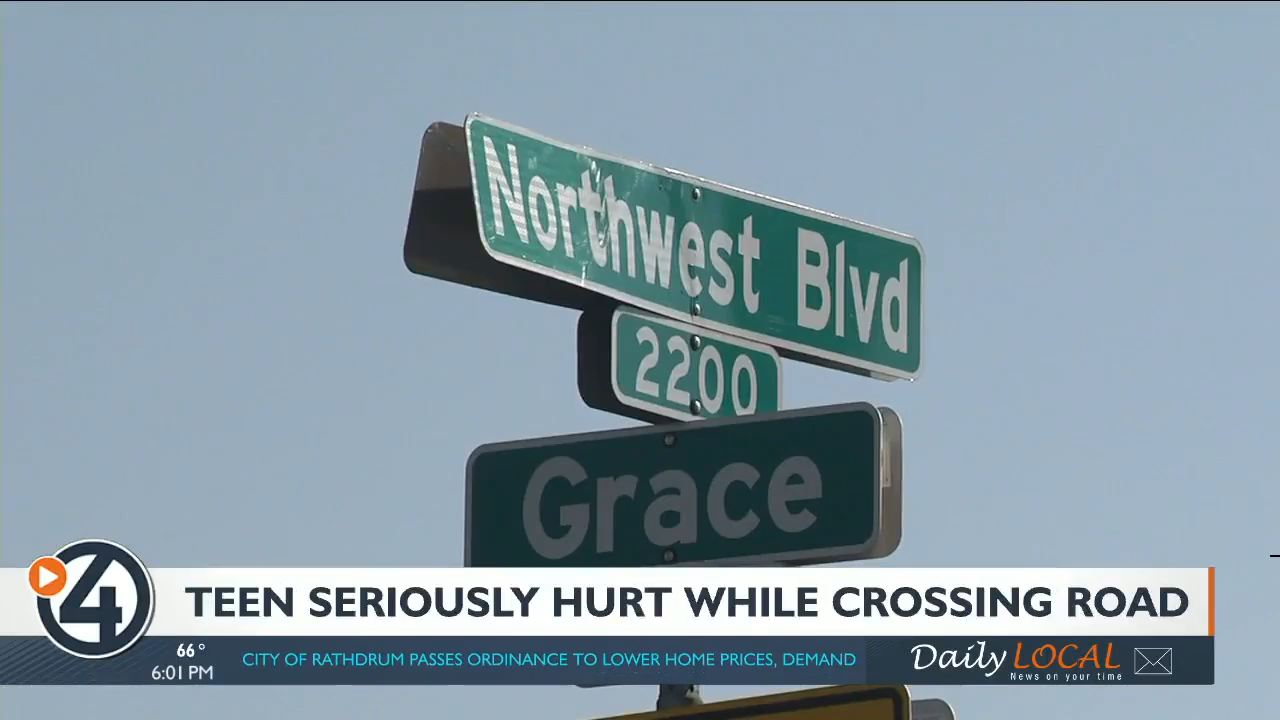 Northwest Blvd
2200
Grace
4
TEEN SERIOUSLY HURT WHILE CROSSING ROAD
66°
6:01 PM
CITY OF RATHDRUM PASSES ORDINANCE TO LOWER HOME PRICES, DEMAND
Daily LOCAL
News on your time